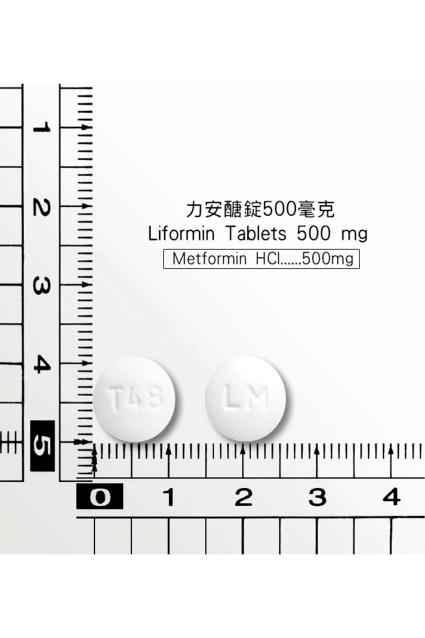 力安醣錠500毫克
Liformin Tablets 500 mg
Metformin HCl......500mg
1
2
3
4
5
T48
LM
0 1 2 3 4